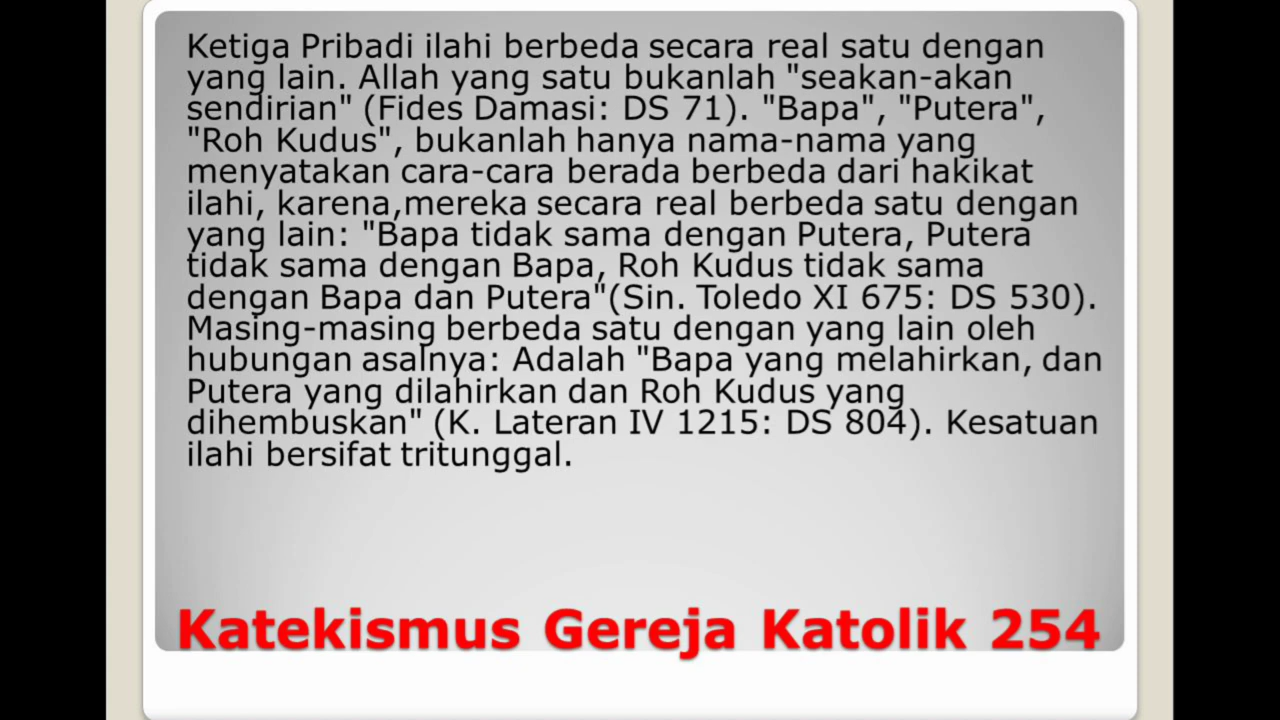 Ketiga Pribadi ilahi berbeda secara real satu dengan
yang lain. Allah yang satu bukanlah "seakan-akan
sendirian" (Fides Damasi: DS 71). "Bapa", "Putera",
"Roh Kudus", bukanlah hanya nama-nama yang
menyatakan cara-cara berada berbeda dari hakikat
ilahi, karena,mereka secara real berbeda satu dengan
yang lain: "Bapa tidak sama dengan Putera, Putera
tidak sama dengan Bapa, Roh Kudus tidak sama
dengan Bapa dan Putera"(Sin. Toledo XI 675: DS 530).
Masing-masing berbeda satu dengan yang lain oleh
hubungan asalnya: Adalah "Bapa yang melahirkan, dan
Putera yang dilahirkan dan Roh Kudus yang
dihembuskan" (K. Lateran IV 1215: DS 804). Kesatuan
ilahi bersifat tritunggal.
Katekismus Gereja Katolik 254